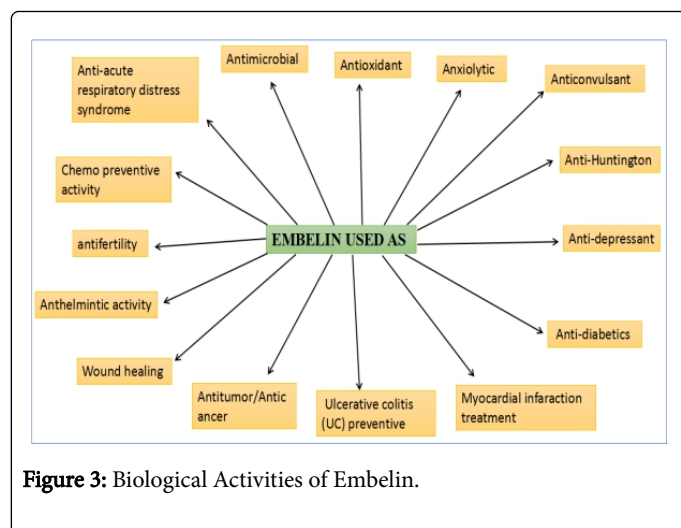 Antimicrobial
Antioxidant
Anxiolytic
Anti-acute
respiratory distress
syndrome
Anticonvulsant
Chemo preventive
activity
Anti-Huntington
EMBELIN USED AS
antifertility
Anti-depressant
Anthelmintic activity
Anti-diabetics
Wound healing
Antitumor/Antic
ancer
Ulcerative colitis
(UC) preventive
Myocardial infaraction
treatment
Figure 3: Biological Activities of Embelin.